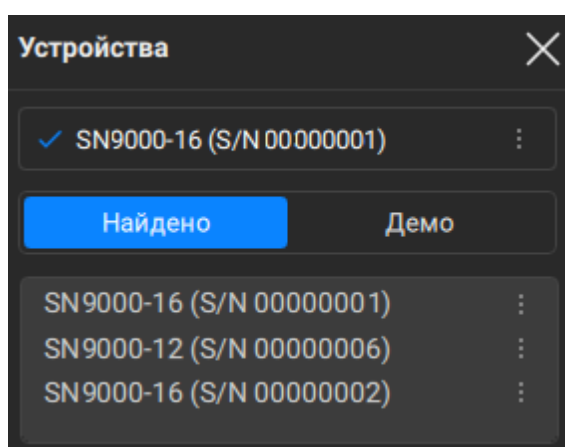 Устройства
SN9000-16 (S/N 00000001)
Найдено Демо
SN9000-16 (S/N 00000001)
SN9000-12 (S/N 00000006)
SN9000-16 (S/N 00000002)